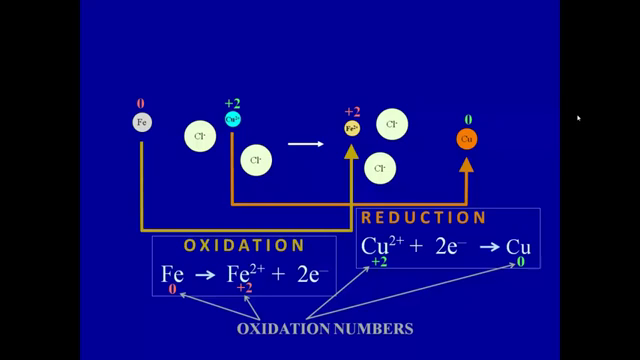 0 +2 +2 0
Fe Cl⁻ Cu²⁺ Cl⁻ Fe²⁺ Cl⁻ Cl⁻ Cu
REDUCTION
Cu²⁺ + 2e⁻ → Cu
+2 0
OXIDATION
Fe → Fe²⁺ + 2e⁻
0 +2
OXIDATION NUMBERS